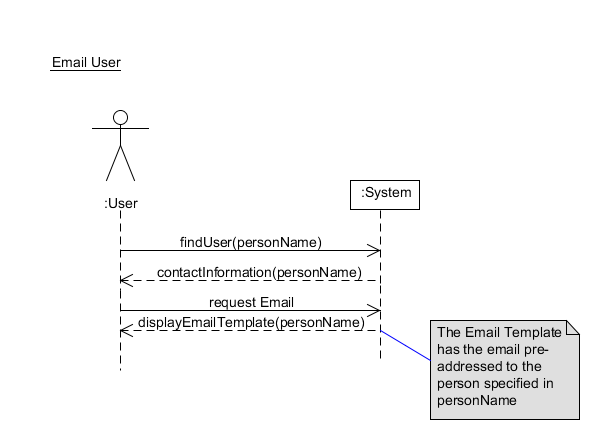 Email User
:User
:System
findUser(personName)
contactInformation(personName)
request Email
displayEmailTemplate(personName)
The Email Template
has the email pre-
addressed to the
person specified in
personName